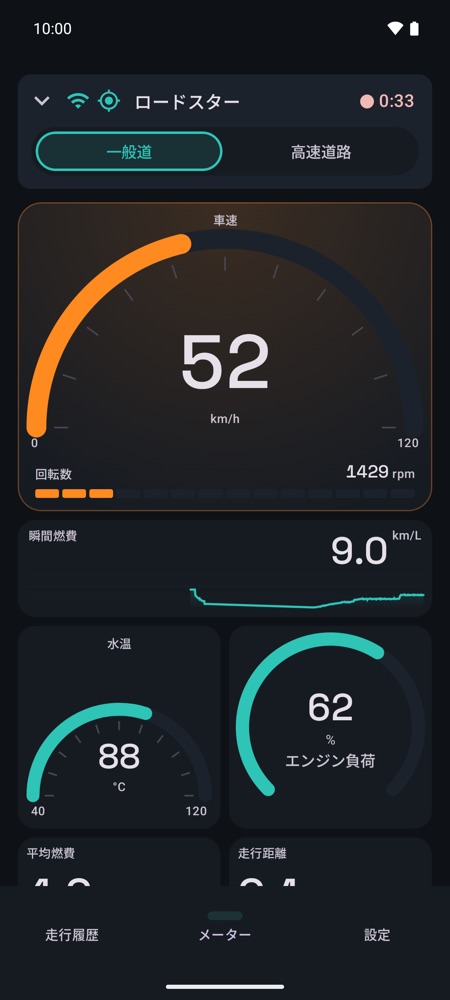 10:00
ロードスター
0:33
一般道 高速道路
車速
52
km/h
0 120
回転数 1429 rpm
瞬間燃費 9.0 km/L
水温
88
°C
40 120
62
%
エンジン負荷
平均燃費 走行距離
走行履歴 メーター 設定